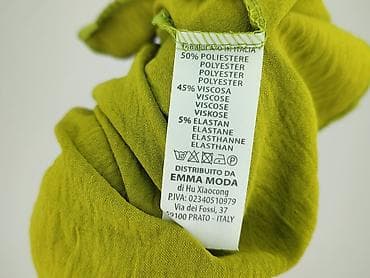 FABRICATO IN ITALIA
50% POLIESTERE
POLYESTER
POLYESTER
POLYESTER
45% VISCOSA
VISCOSE
VISCOSE
VISKOSE
5% ELASTAN
ELASTANE
ELASTHANNE
ELASTHAN
DISTRIBUITO DA
EMMA MODA
di Hu Xiaocong
P.IVA: 02340510979
Via dei Fossi, 37
59100 PRATO - ITALY